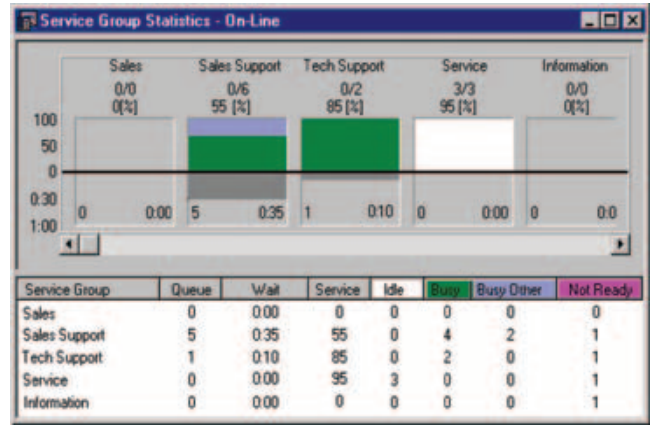 Service Group Statistics - On-Line
Sales Sales Support Tech Support Service Information
0/0 0/6 0/2 3/3 0/0
0[%] 55 [%] 85 [%] 95 [%] 0[%]
100
50
0
0:30
0 0:00 5 0:35 1 0:10 0 0:00 0 0:0
1:00
Service Group Queue Wait Service Idle Busy Busy Other Not Ready
Sales 0 0:00 0 0 0 0 0
Sales Support 5 0:35 55 0 4 2 1
Tech Support 1 0:10 85 0 2 0 1
Service 0 0:00 95 3 0 0 1
Information 0 0:00 0 0 0 0 1